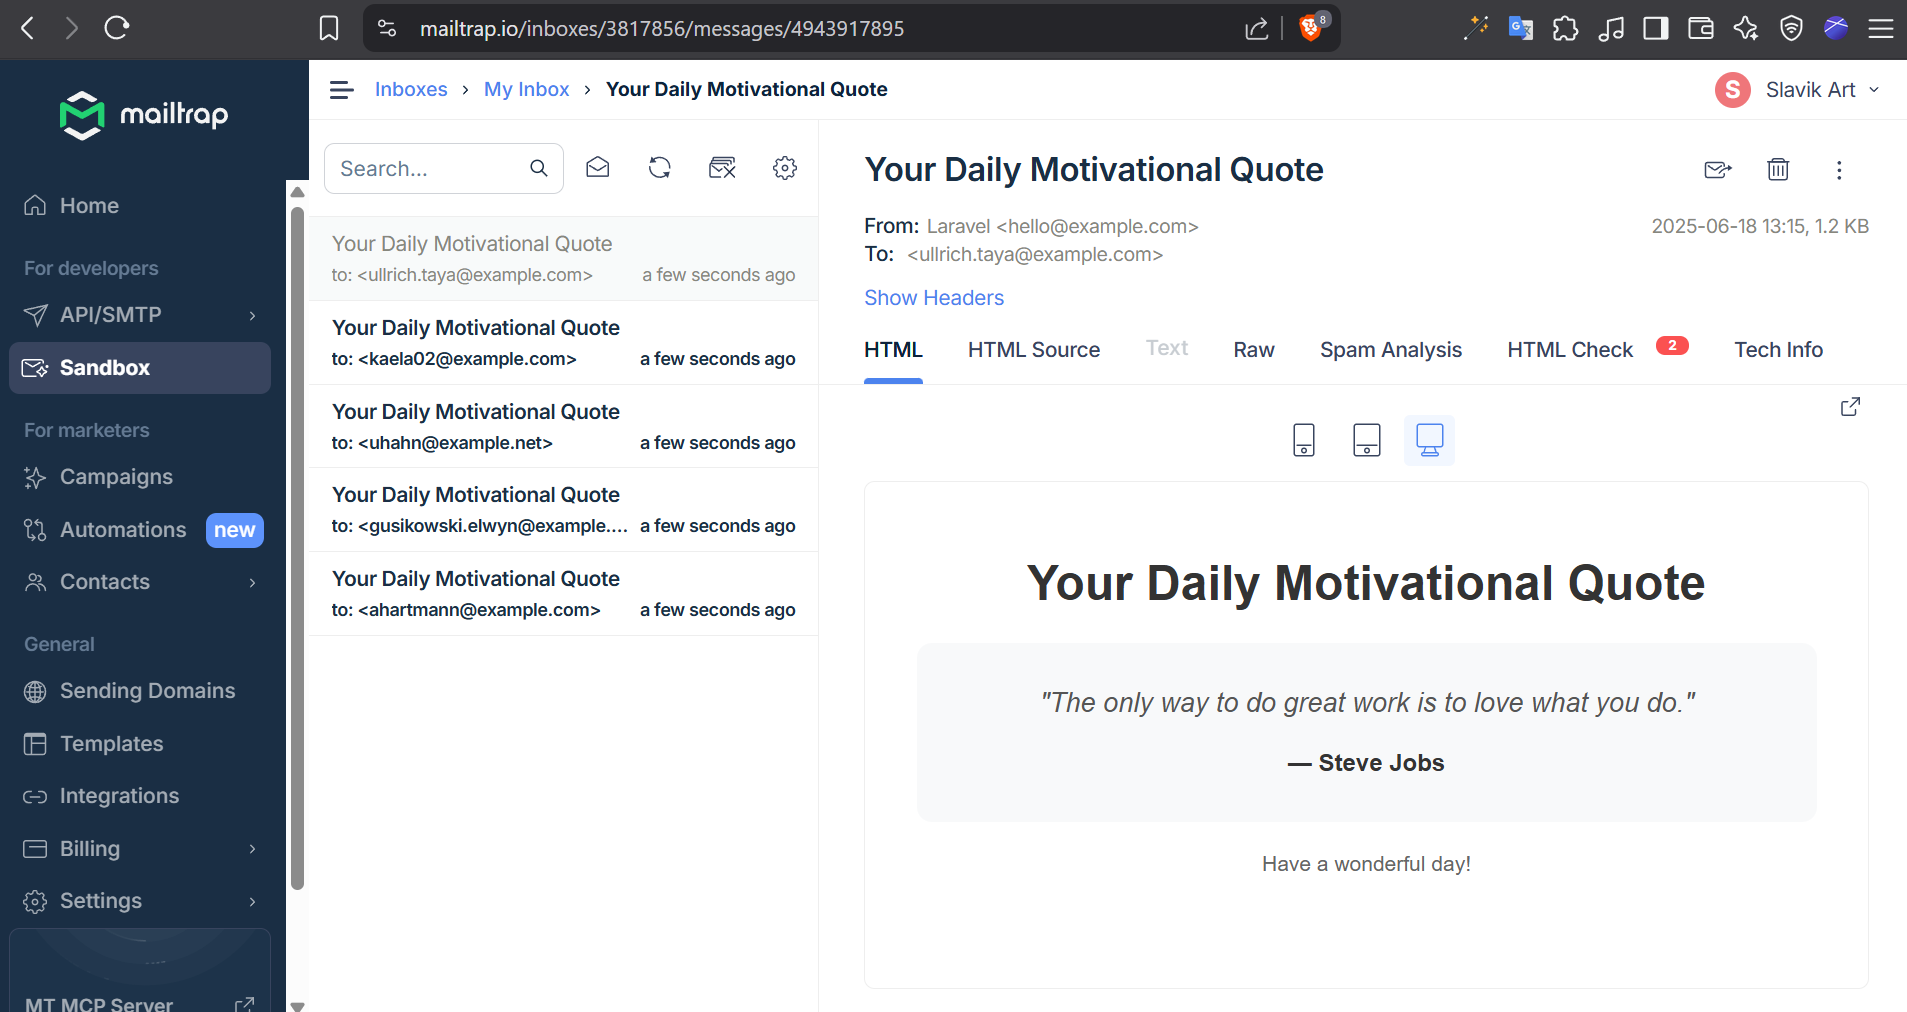 mailtrap.io/inboxes/3817856/messages/4943917895
8
mailtrap
Home
For developers
API/SMTP
Sandbox
For marketers
Campaigns
Automations new
Contacts
General
Sending Domains
Templates
Integrations
Billing
Settings
MT MCP Server
Inboxes › My Inbox › Your Daily Motivational Quote
S Slavik Art
Search...
Your Daily Motivational Quote
to: <ullrich.taya@example.com> a few seconds ago
Your Daily Motivational Quote
to: <kaela02@example.com> a few seconds ago
Your Daily Motivational Quote
to: <uhahn@example.net> a few seconds ago
Your Daily Motivational Quote
to: <gusikowski.elwyn@example.... a few seconds ago
Your Daily Motivational Quote
to: <ahartmann@example.com> a few seconds ago
Your Daily Motivational Quote
From: Laravel <hello@example.com> 2025-06-18 13:15, 1.2 KB
To: <ullrich.taya@example.com>
Show Headers
HTML HTML Source Text Raw Spam Analysis HTML Check 2 Tech Info
Your Daily Motivational Quote
"The only way to do great work is to love what you do."
— Steve Jobs
Have a wonderful day!